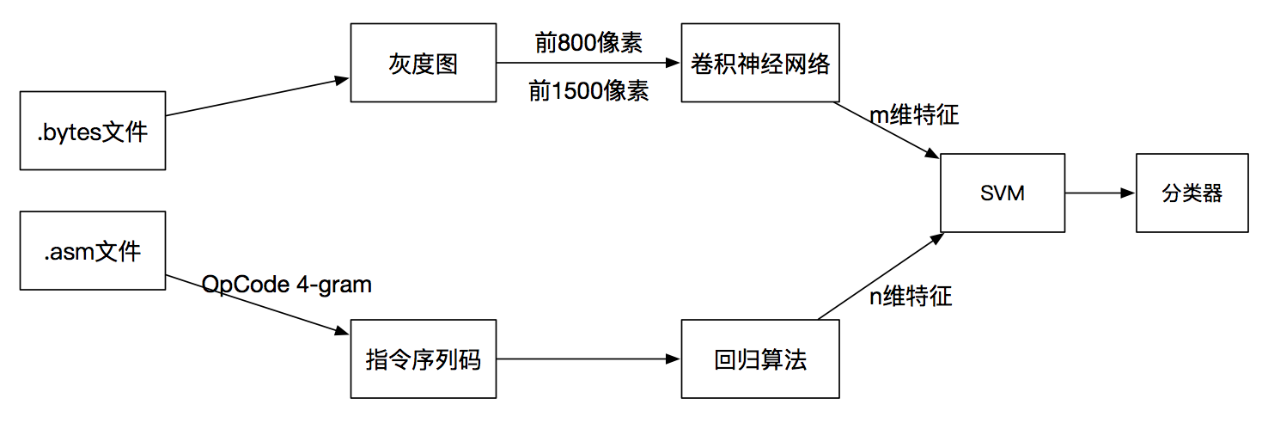 .bytes文件
灰度图
前800像素
前1500像素
卷积神经网络
m维特征
.asm文件
OpCode 4-gram
指令序列码
回归算法
n维特征
SVM
分类器